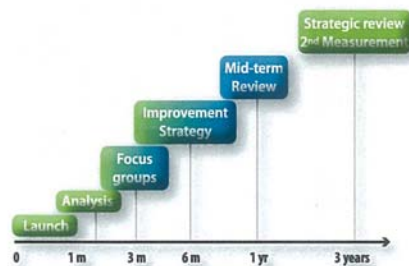 Strategic review
2nd Measurement
Mid-term
Review
Improvement
Strategy
Focus
groups
Analysis
Launch
0 1 m 3 m 6 m 1 yr 3 years